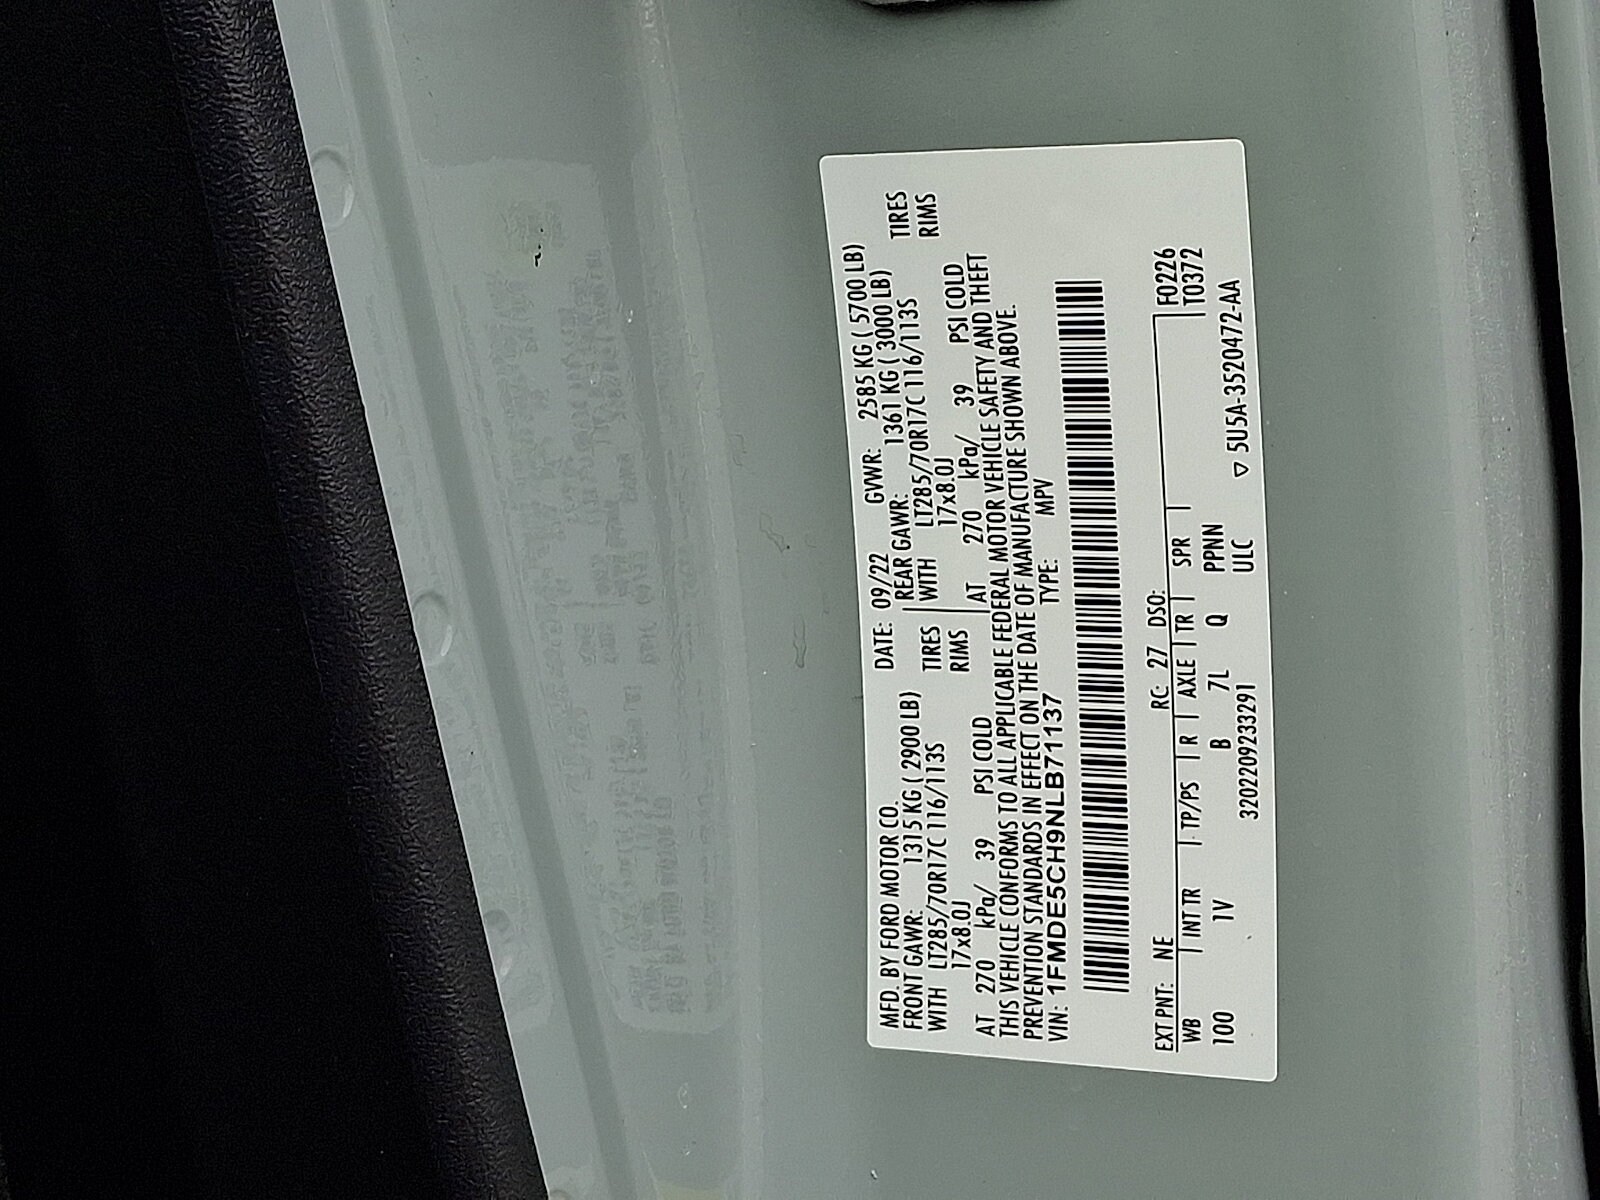 MFD. BY FORD MOTOR CO.
DATE: 09/22 GVWR: 2585 KG ( 5700 LB)
FRONT GAWR: 1315 KG ( 2900 LB)
REAR GAWR: 1361 KG ( 3000 LB)
WITH LT285/70R17C 116/113S TIRES
WITH LT285/70R17C 116/113S TIRES
17x8.0J RIMS
17x8.0J RIMS
AT 270 kPa/ 39 PSI COLD
AT 270 kPa/ 39 PSI COLD
THIS VEHICLE CONFORMS TO ALL APPLICABLE FEDERAL MOTOR VEHICLE SAFETY AND THEFT
PREVENTION STANDARDS IN EFFECT ON THE DATE OF MANUFACTURE SHOWN ABOVE.
VIN: 1FMDE5CH9NLB71137 TYPE: MPV
F0226
T0372
EXT PNT: NE RC: 27 DSO:
WB | INT TR | TP/PS | R | AXLE | TR | SPR |
100 1V B 7L Q PPNN
ULC
3202209233291 ▽ 5U5A-3520472-AA